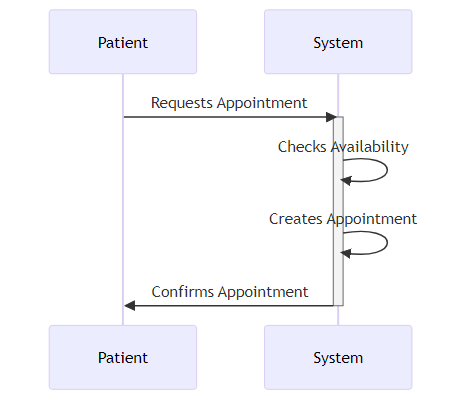 Patient
System
Requests Appointment
Checks Availability
Creates Appointment
Confirms Appointment
Patient
System